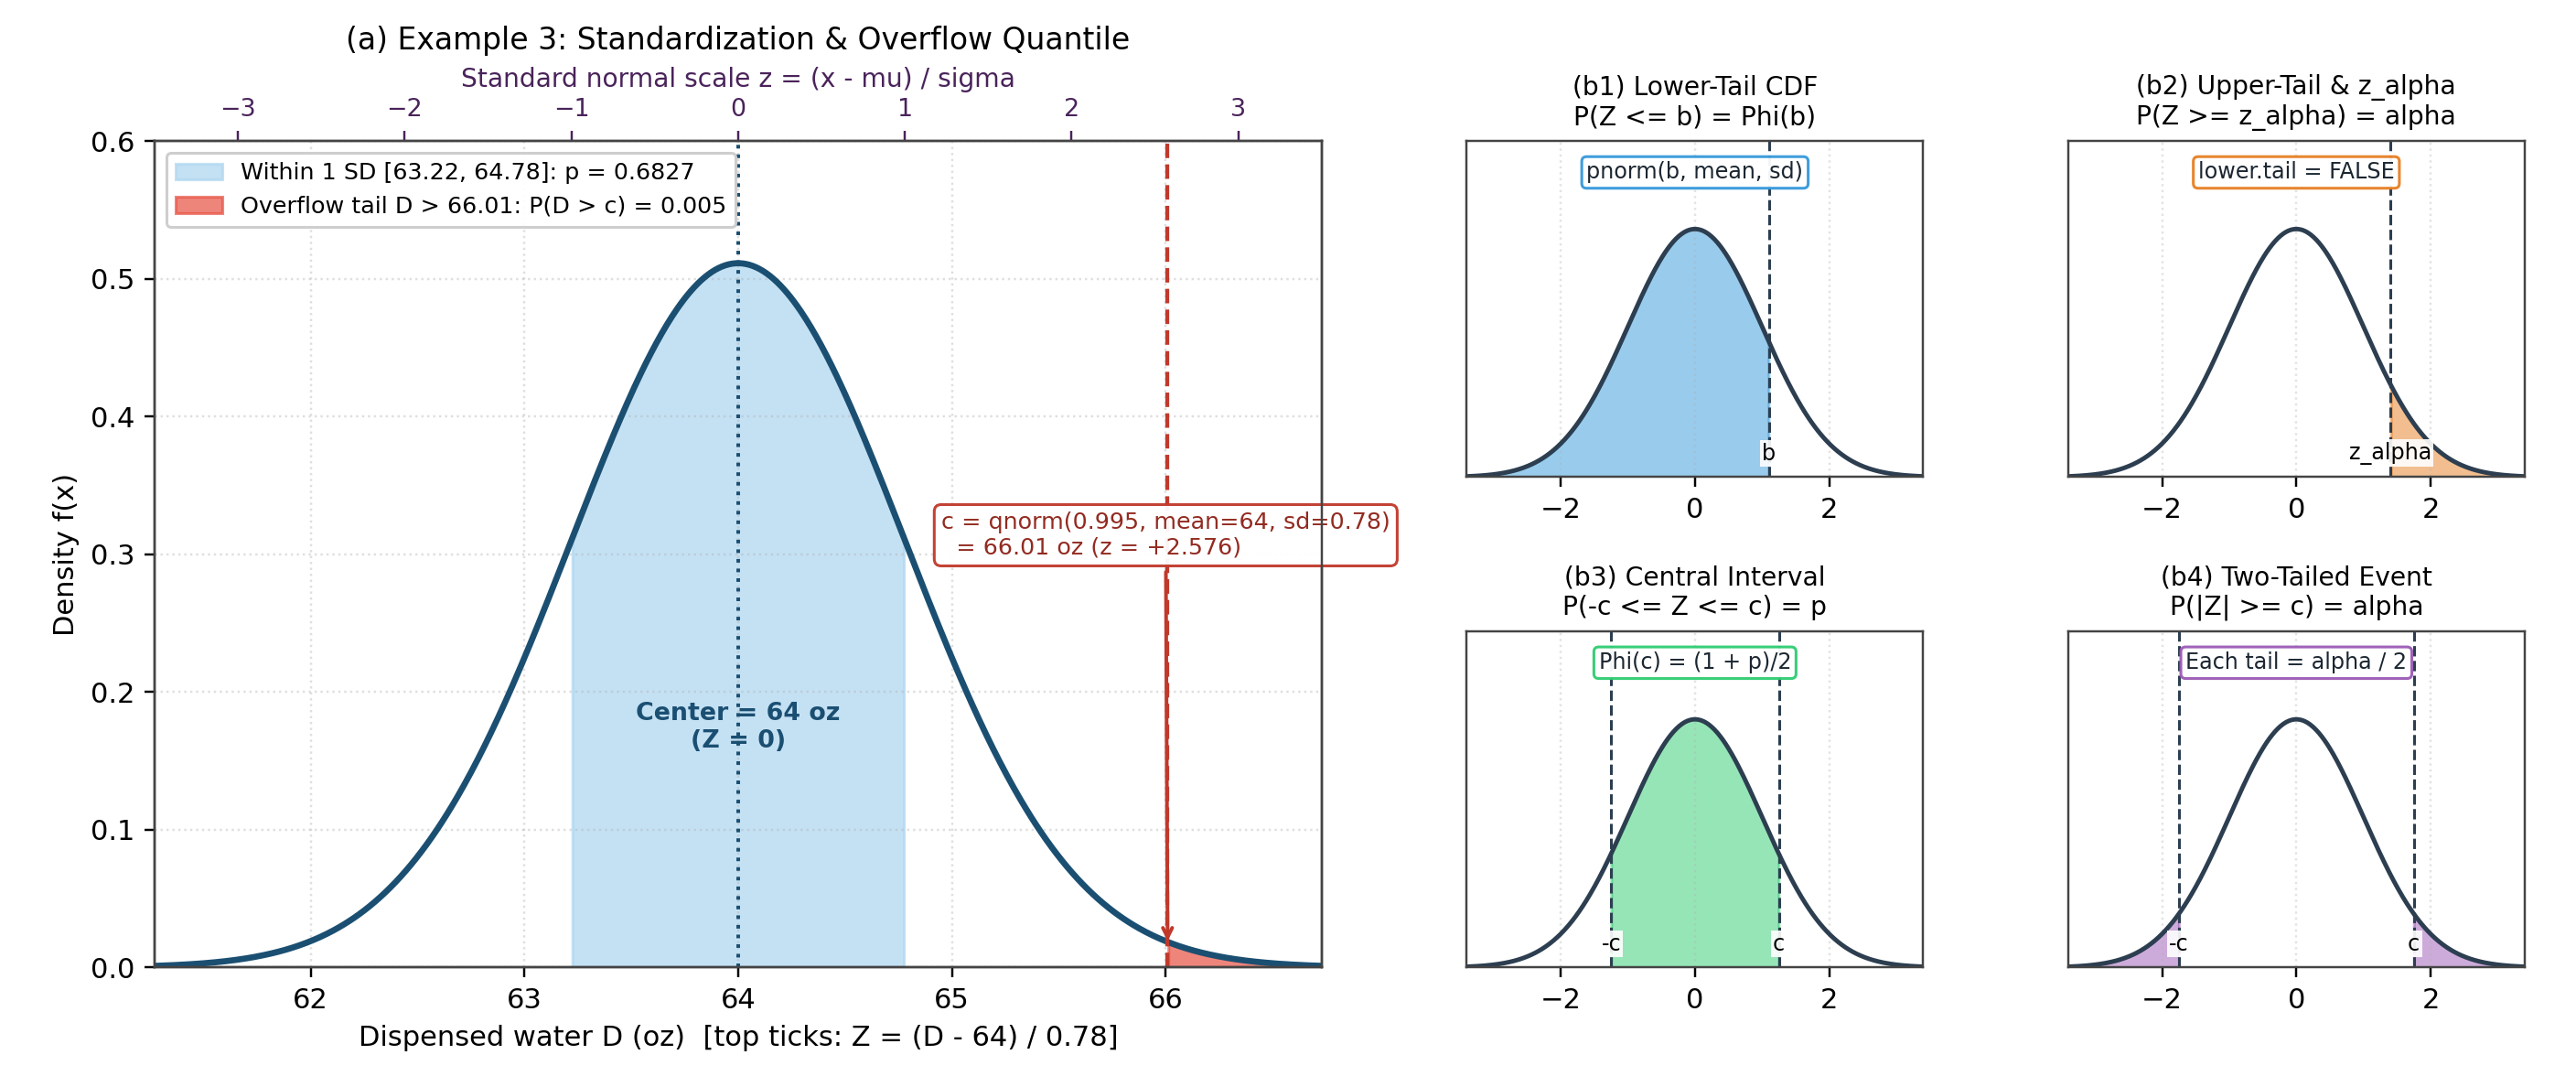 (a) Example 3: Standardization & Overflow Quantile
Standard normal scale z = (x - mu) / sigma
−3 −2 −1 0 1 2 3
Within 1 SD [63.22, 64.78]: p = 0.6827
Overflow tail D > 66.01: P(D > c) = 0.005
0.6
0.5
0.4
0.3
0.2
0.1
0.0
Density f(x)
c = qnorm(0.995, mean=64, sd=0.78)
= 66.01 oz (z = +2.576)
Center = 64 oz
(Z = 0)
62 63 64 65 66
Dispensed water D (oz)  [top ticks: Z = (D - 64) / 0.78]
(b1) Lower-Tail CDF
P(Z <= b) = Phi(b)
pnorm(b, mean, sd)
b
−2 0 2
(b2) Upper-Tail & z_alpha
P(Z >= z_alpha) = alpha
lower.tail = FALSE
z_alpha
−2 0 2
(b3) Central Interval
P(-c <= Z <= c) = p
Phi(c) = (1 + p)/2
-c c
−2 0 2
(b4) Two-Tailed Event
P(|Z| >= c) = alpha
Each tail = alpha / 2
-c c
−2 0 2